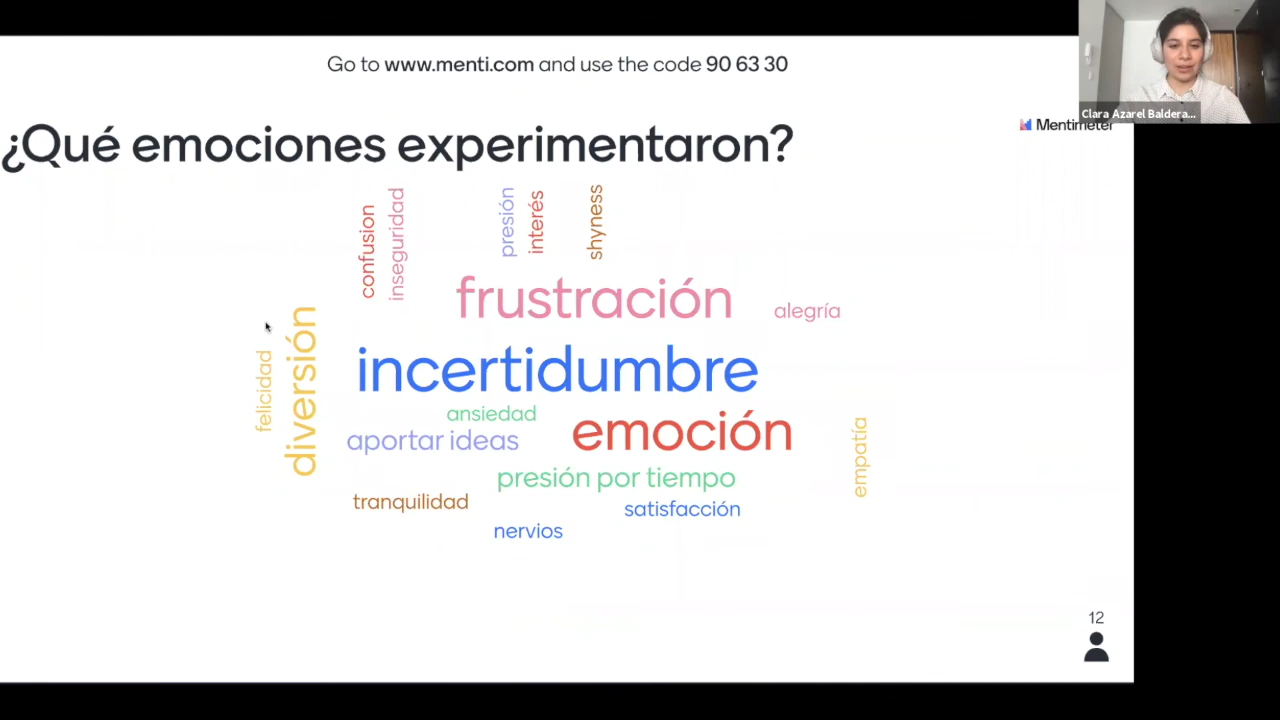 Go to www.menti.com and use the code 90 63 30
Clara Azarel Baldera...
Mentimeter
¿Qué emociones experimentaron?
confusion
inseguridad
presión
interés
shyness
frustración
alegría
felicidad
diversión
incertidumbre
ansiedad
aportar ideas
emoción
empatía
presión por tiempo
tranquilidad
satisfacción
nervios
12